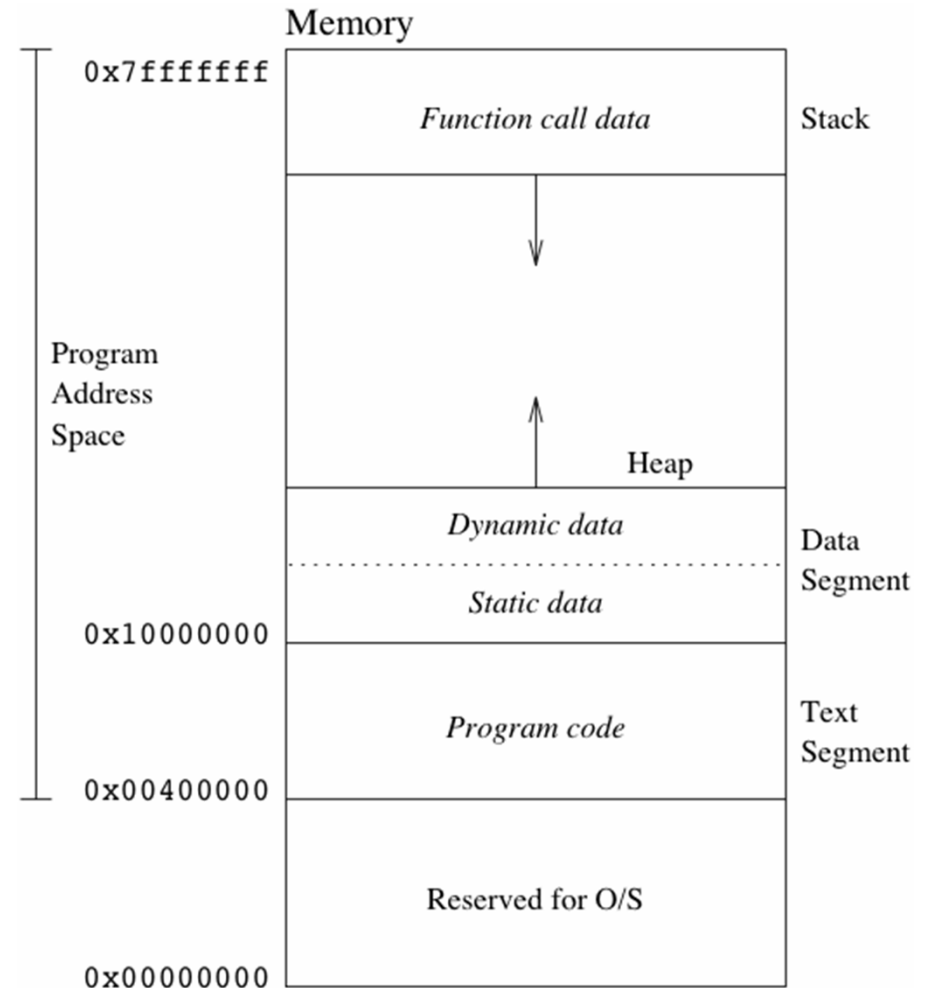 Memory
0x7fffffff
Function call data
Stack
Program
Address
Space
Heap
Dynamic data
Data
Segment
Static data
0x10000000
Program code
Text
Segment
0x00400000
Reserved for O/S
0x00000000